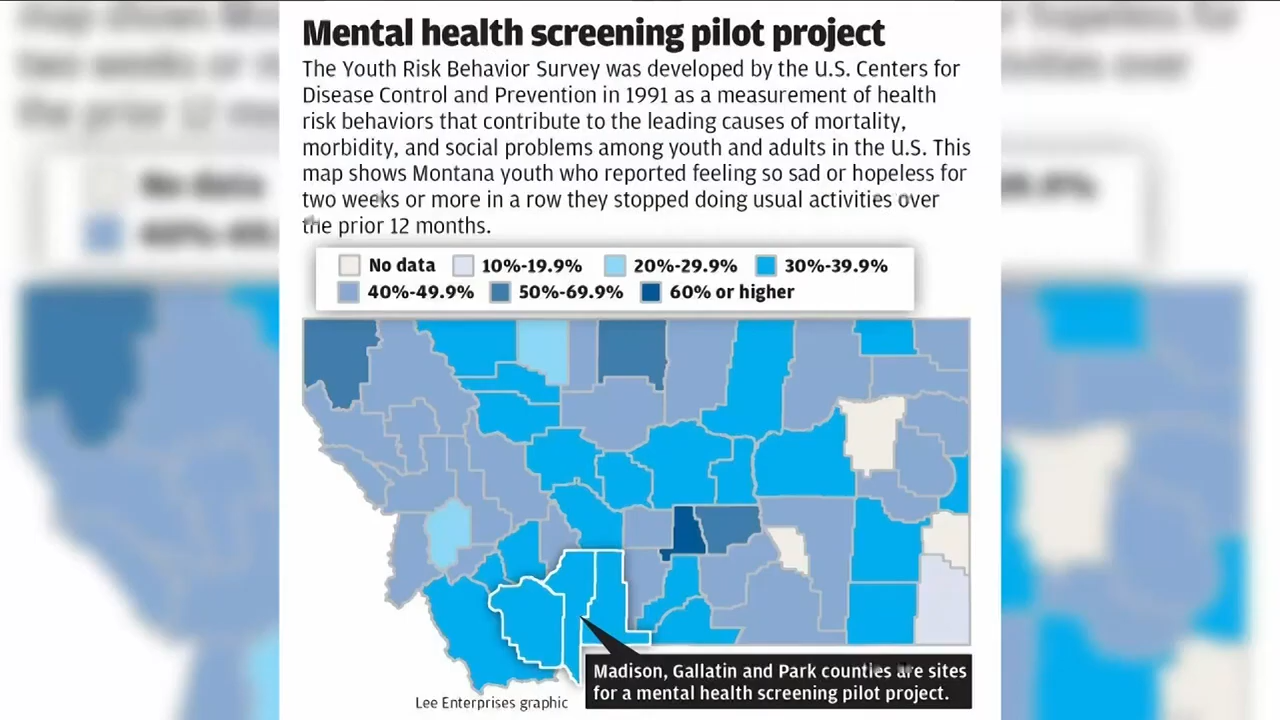 Mental health screening pilot project
The Youth Risk Behavior Survey was developed by the U.S. Centers for
Disease Control and Prevention in 1991 as a measurement of health
risk behaviors that contribute to the leading causes of mortality,
morbidity, and social problems among youth and adults in the U.S. This
map shows Montana youth who reported feeling so sad or hopeless for
two weeks or more in a row they stopped doing usual activities over
the prior 12 months.
No data 10%-19.9% 20%-29.9% 30%-39.9%
40%-49.9% 50%-69.9% 60% or higher
Madison, Gallatin and Park counties are sites
for a mental health screening pilot project.
Lee Enterprises graphic